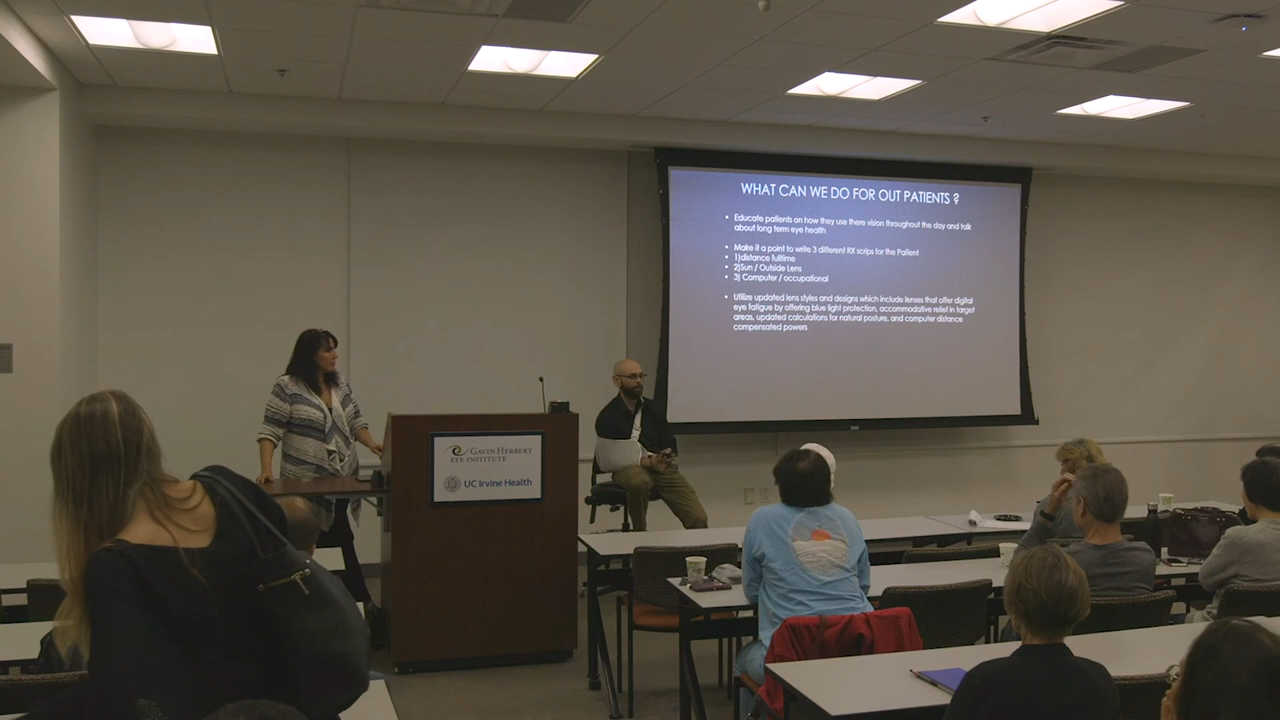 WHAT CAN WE DO FOR OUT PATIENTS ?
• Educate patients on how they use there vision throughout the day and talk
about long term eye health
• Make it a point to write 3 different RX scrips for the Patient
• 1)distance fulltime
• 2)Sun / Outside Lens
• 3) Computer / occupational
• Utilize updated lens styles and designs which include lenses that offer digital
eye fatigue by offering blue light protection, accommodative relief in target
areas, updated calculations for natural posture, and computer distance
compensated powers
GAVIN HERBERT
EYE INSTITUTE
UC Irvine Health